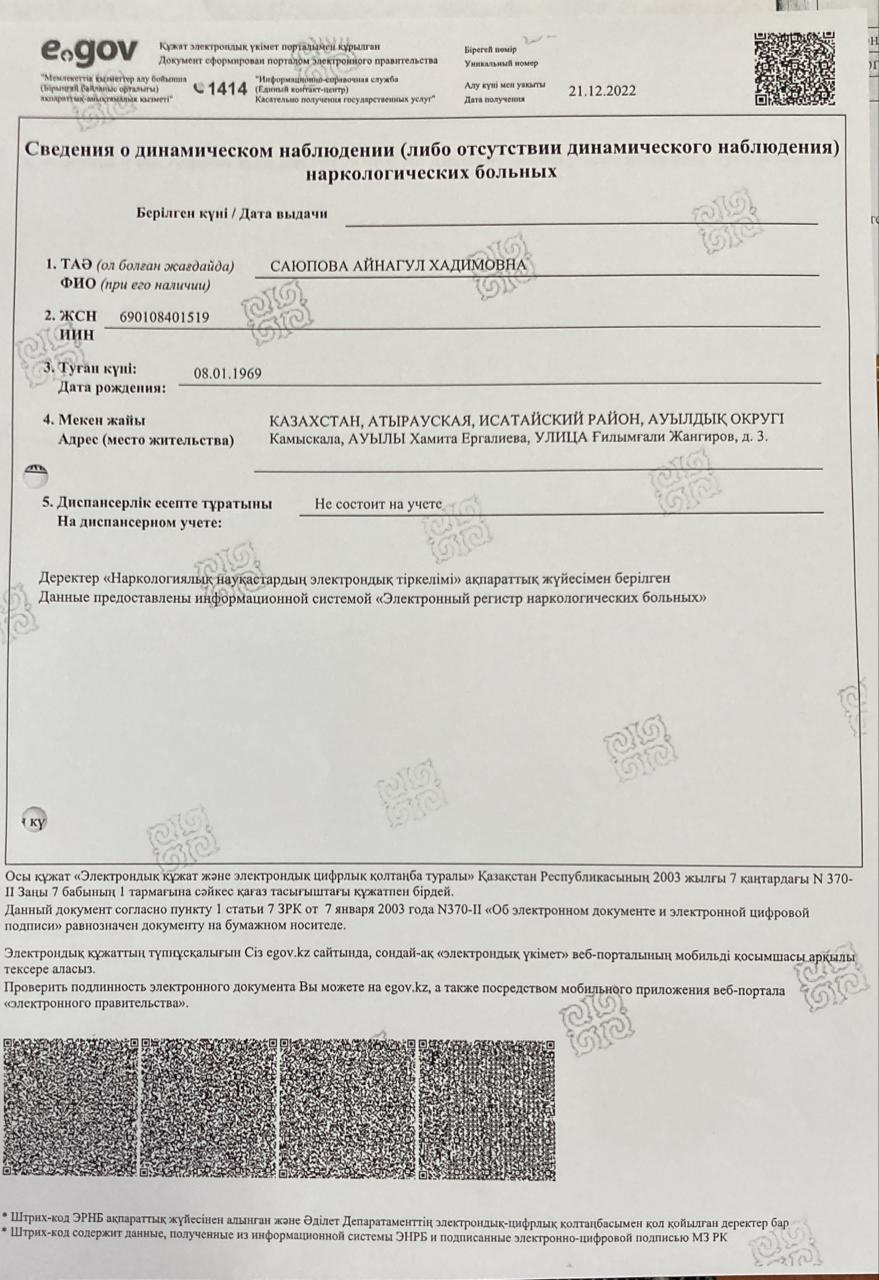 e.gov
Құжат электрондық үкімет порталымен құрылған
Документ сформирован порталом электронного правительства
"Мемлекеттік қызметтер алу бойынша
(Бірыңғай байланыс орталығы)
ақпараттық-анықтамалық қызметі"
1414
"Информационно-справочная служба
(Единый контакт-центр)
Касательно получения государственных услуг"
Бірегей нөмір
Уникальный номер
Алу күні мен уақыты
Дата получения
21.12.2022
Сведения о динамическом наблюдении (либо отсутствии динамического наблюдения)
наркологических больных
Берілген күні / Дата выдачи
1. ТАӘ (ол болған жағдайда)
ФИО (при его наличии)
САЮПОВА АЙНАГУЛ ХАДИМОВНА
2. ЖСН
ИИН
690108401519
3. Туған күні:
Дата рождения:
08.01.1969
4. Мекен жайы
Адрес (место жительства)
КАЗАХСТАН, АТЫРАУСКАЯ, ИСАТАЙСКИЙ РАЙОН, АУЫЛДЫҚ ОКРУГІ
Камыскала, АУЫЛЫ Хамита Ергалиева, УЛИЦА Ғилымғали Жангиров, д. 3.
5. Диспансерлік есепте тұратыны
На диспансерном учете:
Не состоит на учете
Деректер «Наркологиялық науқастардың электрондық тіркелімі» ақпараттық жүйесімен берілген
Данные предоставлены информационной системой «Электронный регистр наркологических больных»
кү
Осы құжат «Электрондық құжат және электрондық цифрлық қолтаңба туралы» Қазақстан Республикасының 2003 жылғы 7 қаңтардағы N 370-
II Заңы 7 бабының 1 тармағына сәйкес қағаз тасығыштағы құжатпен бірдей.
Данный документ согласно пункту 1 статьи 7 ЗРК от 7 января 2003 года N370-II «Об электронном документе и электронной цифровой
подписи» равнозначен документу на бумажном носителе.
Электрондық құжаттың түпнұсқалығын Сіз egov.kz сайтында, сондай-ақ «электрондық үкімет» веб-порталының мобильді қосымшасы арқылы
тексере аласыз.
Проверить подлинность электронного документа Вы можете на egov.kz, а также посредством мобильного приложения веб-портала
«электронного правительства».
* Штрих-код ЭРНБ ақпараттық жүйесінен алынған және Әділет Департаменттің электрондық-цифрлық қолтаңбасымен қол қойылған деректер бар
* Штрих-код содержит данные, полученные из информационной системы ЭНРБ и подписанные электронно-цифровой подписью МЗ РК